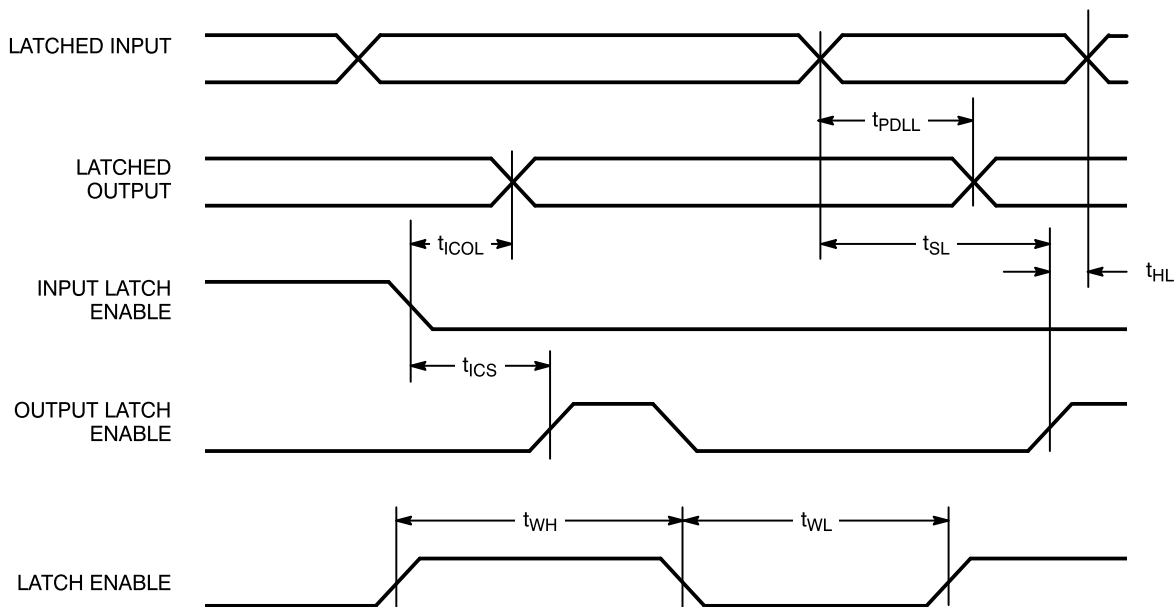 LATCHED INPUT
tPDLL
LATCHED
OUTPUT
tICOL
tSL
tHL
INPUT LATCH
ENABLE
tICS
OUTPUT LATCH
ENABLE
tWH
tWL
LATCH ENABLE